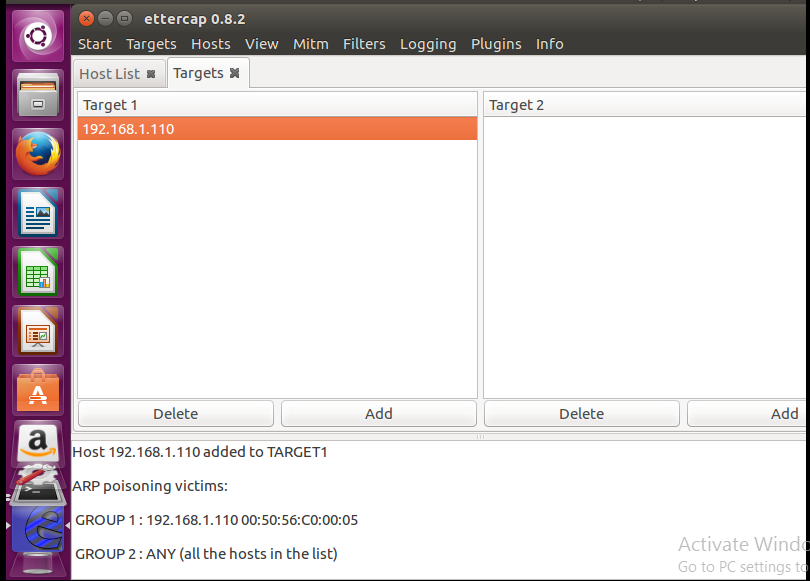 ettercap 0.8.2
Start Targets Hosts View Mitm Filters Logging Plugins Info
Host List Targets
Target 1 Target 2
192.168.1.110
Delete Add Delete Add
Host 192.168.1.110 added to TARGET1
ARP poisoning victims:
GROUP 1 : 192.168.1.110 00:50:56:C0:00:05
GROUP 2 : ANY (all the hosts in the list)
Activate Windo
Go to PC settings to